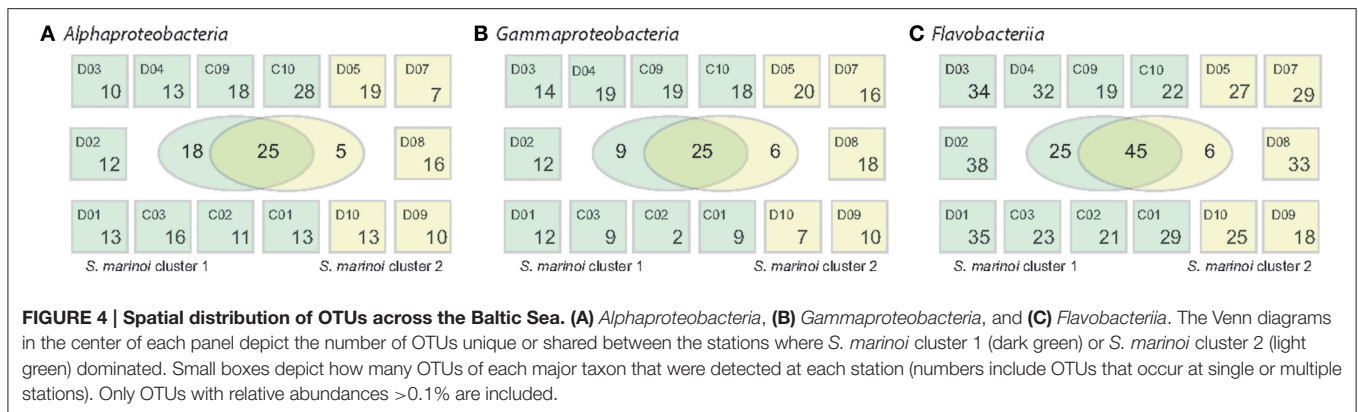 A Alphaproteobacteria
B Gammaproteobacteria
C Flavobacteriia
D03 D04 C09 C10 D05 D07
10 13 18 28 19 7
D02 D08
12 18 25 5 16
D01 C03 C02 C01 D10 D09
13 16 11 13 13 10
S. marinoi cluster 1 S. marinoi cluster 2
D03 D04 C09 C10 D05 D07
14 19 19 18 20 16
D02 D08
12 9 25 6 18
D01 C03 C02 C01 D10 D09
12 9 2 9 7 10
S. marinoi cluster 1 S. marinoi cluster 2
D03 D04 C09 C10 D05 D07
34 32 19 22 27 29
D02 D08
38 25 45 6 33
D01 C03 C02 C01 D10 D09
35 23 21 29 25 18
S. marinoi cluster 1 S. marinoi cluster 2
FIGURE 4 | Spatial distribution of OTUs across the Baltic Sea. (A) Alphaproteobacteria, (B) Gammaproteobacteria, and (C) Flavobacteriia. The Venn diagrams
in the center of each panel depict the number of OTUs unique or shared between the stations where S. marinoi cluster 1 (dark green) or S. marinoi cluster 2 (light
green) dominated. Small boxes depict how many OTUs of each major taxon that were detected at each station (numbers include OTUs that occur at single or multiple
stations). Only OTUs with relative abundances >0.1% are included.